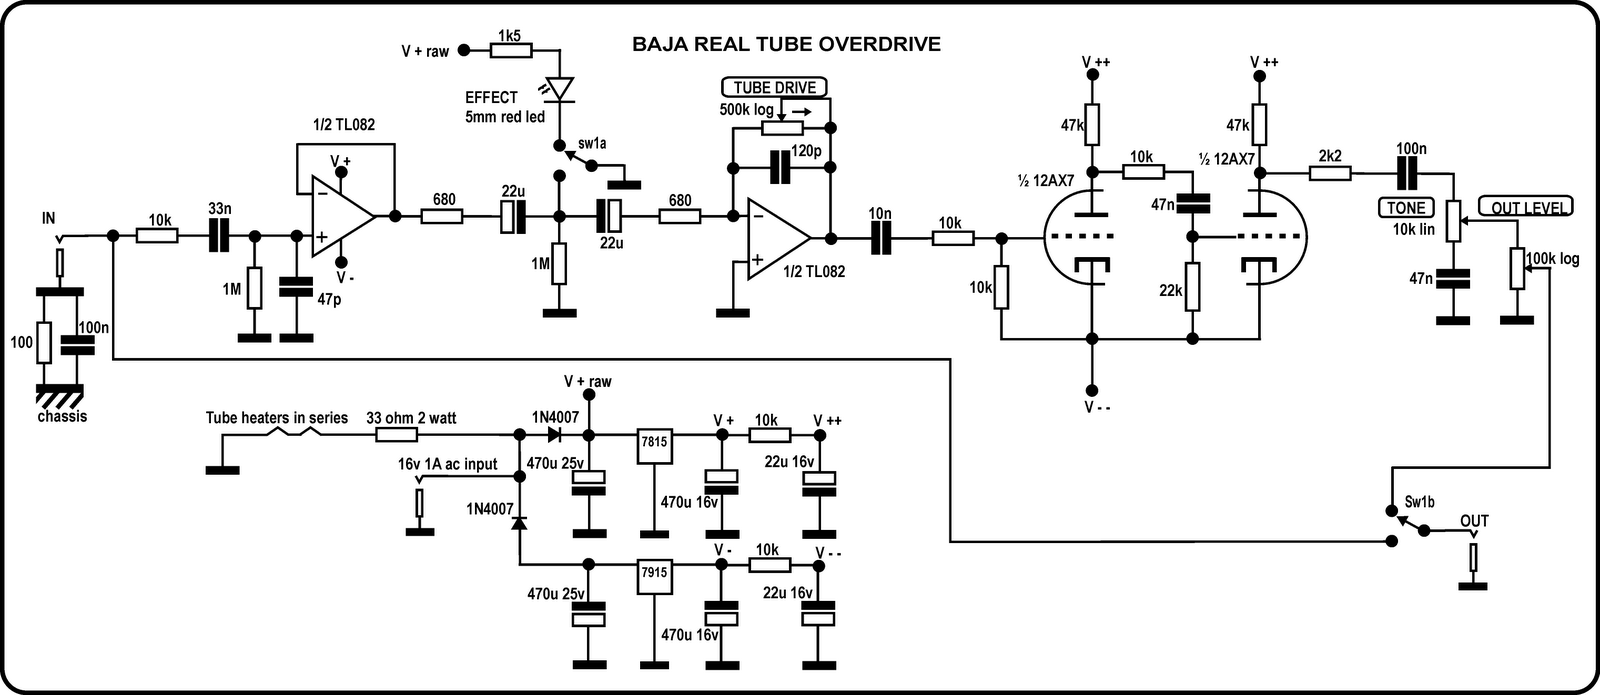 BAJA REAL TUBE OVERDRIVE
V + raw
1k5
EFFECT
5mm red led
sw1a
1/2 TL082
V +
V -
IN
10k
33n
1M
47p
100
100n
chassis
680
22u
1M
22u
680
TUBE DRIVE
500k log
120p
1/2 TL082
10n
10k
10k
V ++
47k
½ 12AX7
10k
47n
22k
V - -
V ++
47k
½ 12AX7
2k2
100n
TONE
10k lin
47n
OUT LEVEL
100k log
Sw1b
OUT
Tube heaters in series
33 ohm 2 watt
16v 1A ac input
1N4007
1N4007
V + raw
470u 25v
7815
V +
470u 16v
10k
V ++
22u 16v
470u 25v
7915
V -
470u 16v
10k
V - -
22u 16v